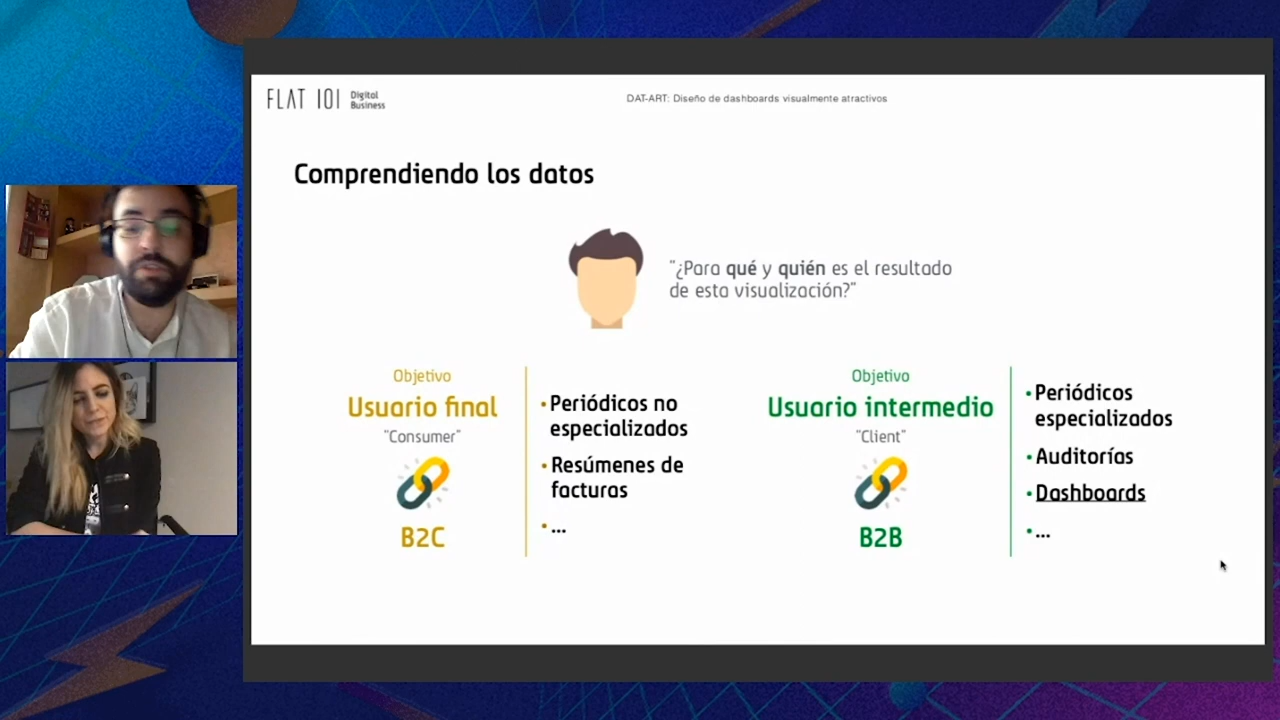 FLAT 101 Digital Business
DAT-ART: Diseño de dashboards visualmente atractivos
Comprendiendo los datos
"¿Para qué y quién es el resultado
de esta visualización?"
Objetivo
Usuario final
"Consumer"
B2C
• Periódicos no
especializados
• Resúmenes de
facturas
• ...
Objetivo
Usuario intermedio
"Client"
B2B
• Periódicos
especializados
• Auditorías
• Dashboards
• ...